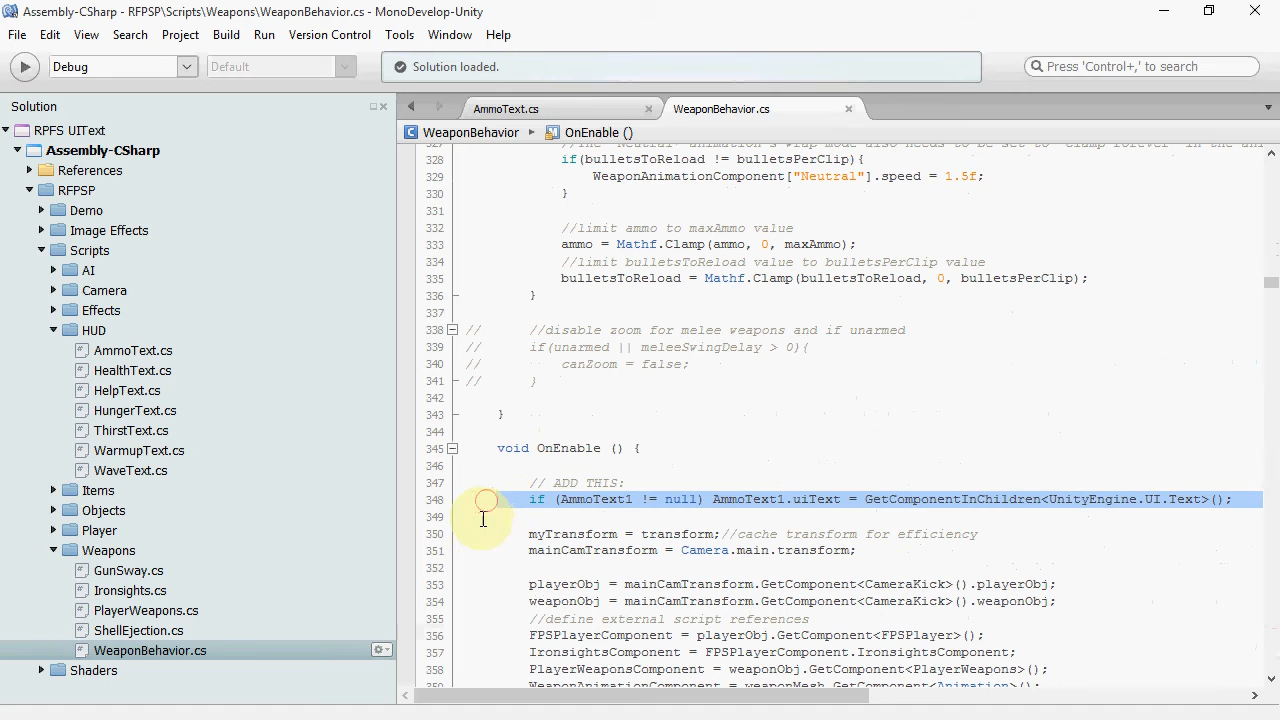 Assembly-CSharp - RFPSP\Scripts\Weapons\WeaponBehavior.cs - MonoDevelop-Unity
File Edit View Search Project Build Run Version Control Tools Window Help
Debug Default Solution loaded. Press 'Control+,' to search
Solution
RPFS UIText
Assembly-CSharp
References
RFPSP
Demo
Image Effects
Scripts
AI
Camera
Effects
HUD
AmmoText.cs
HealthText.cs
HelpText.cs
HungerText.cs
ThirstText.cs
WarmupText.cs
WaveText.cs
Items
Objects
Player
Weapons
GunSway.cs
Ironsights.cs
PlayerWeapons.cs
ShellEjection.cs
WeaponBehavior.cs
Shaders
AmmoText.cs WeaponBehavior.cs
WeaponBehavior OnEnable ()
328 if(bulletsToReload != bulletsPerClip){
329 WeaponAnimationComponent["Neutral"].speed = 1.5f;
330 }
331
332 //limit ammo to maxAmmo value
333 ammo = Mathf.Clamp(ammo, 0, maxAmmo);
334 //limit bulletsToReload value to bulletsPerClip value
335 bulletsToReload = Mathf.Clamp(bulletsToReload, 0, bulletsPerClip);
336 }
337
338 // //disable zoom for melee weapons and if unarmed
339 // if(unarmed || meleeSwingDelay > 0){
340 // canZoom = false;
341 // }
342
343 }
344
345 void OnEnable () {
346
347 // ADD THIS:
348 if (AmmoText1 != null) AmmoText1.uiText = GetComponentInChildren<UnityEngine.UI.Text>();
349
350 myTransform = transform;//cache transform for efficiency
351 mainCamTransform = Camera.main.transform;
352
353 playerObj = mainCamTransform.GetComponent<CameraKick>().playerObj;
354 weaponObj = mainCamTransform.GetComponent<CameraKick>().weaponObj;
355 //define external script references
356 FPSPlayerComponent = playerObj.GetComponent<FPSPlayer>();
357 IronsightsComponent = FPSPlayerComponent.IronsightsComponent;
358 PlayerWeaponsComponent = weaponObj.GetComponent<PlayerWeapons>();
359 WeaponAnimationComponent = weaponMesh.GetComponent<Animation>();